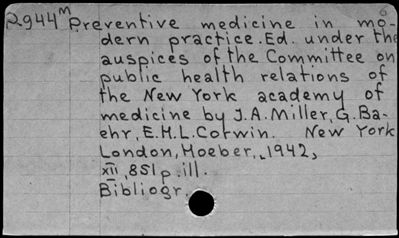 6
2944ᵐ Preventive medicine in mo-
dern practice. Ed. under the
auspices of the Committee on
public health relations of
the New York academy of
medicine by J.A. Miller, G. Ba-
ehr, E.H.L. Corwin. New York
London, Hoeber, 1942,
XII, 851 p. ill.
Bibliogr.